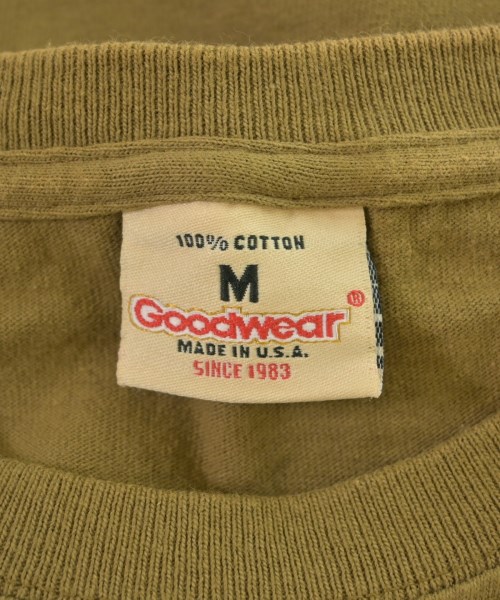 100% COTTON
M
Goodwear®
MADE IN U.S.A.
SINCE 1983